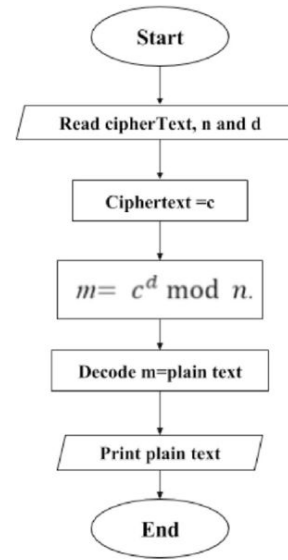 Start
Read cipherText, n and d
Ciphertext =c
m= c^d mod n.
Decode m=plain text
Print plain text
End